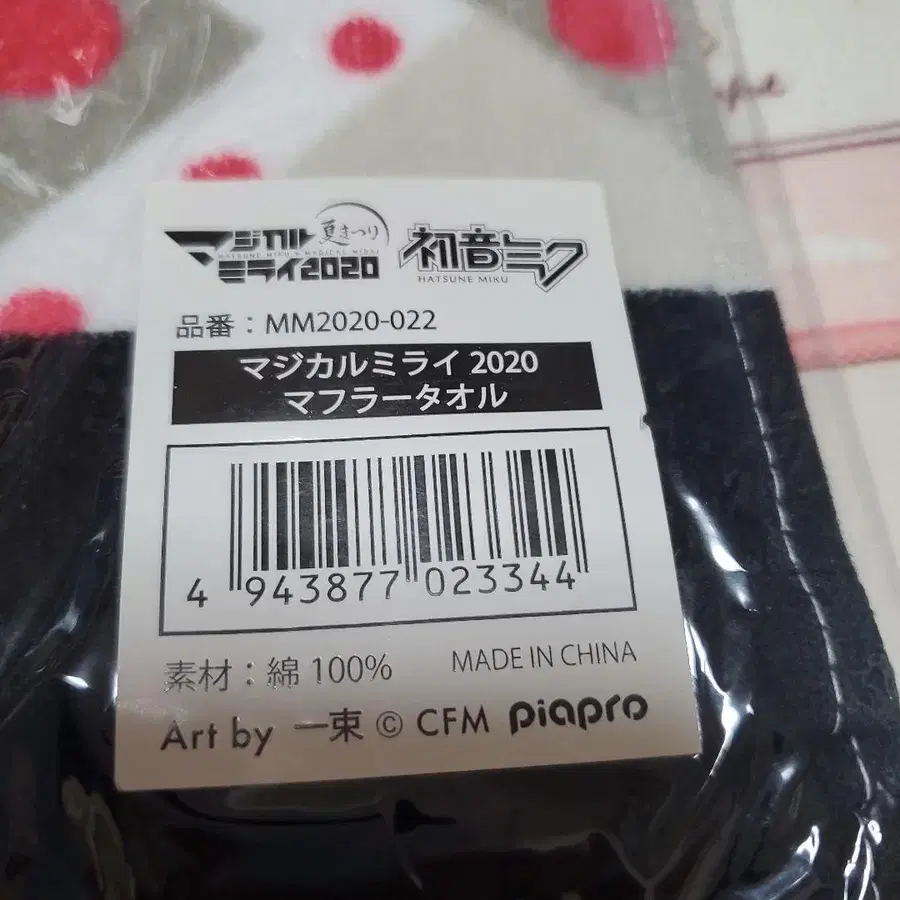 マジカル 夏まつり
HATSUNE MIKU × MAGICAL MIRAI
ミライ2020
初音ミク
HATSUNE MIKU
品番：MM2020-022
マジカルミライ 2020
マフラータオル
4 943877 023344
素材：綿 100%
MADE IN CHINA
Art by 一束 © CFM piapro